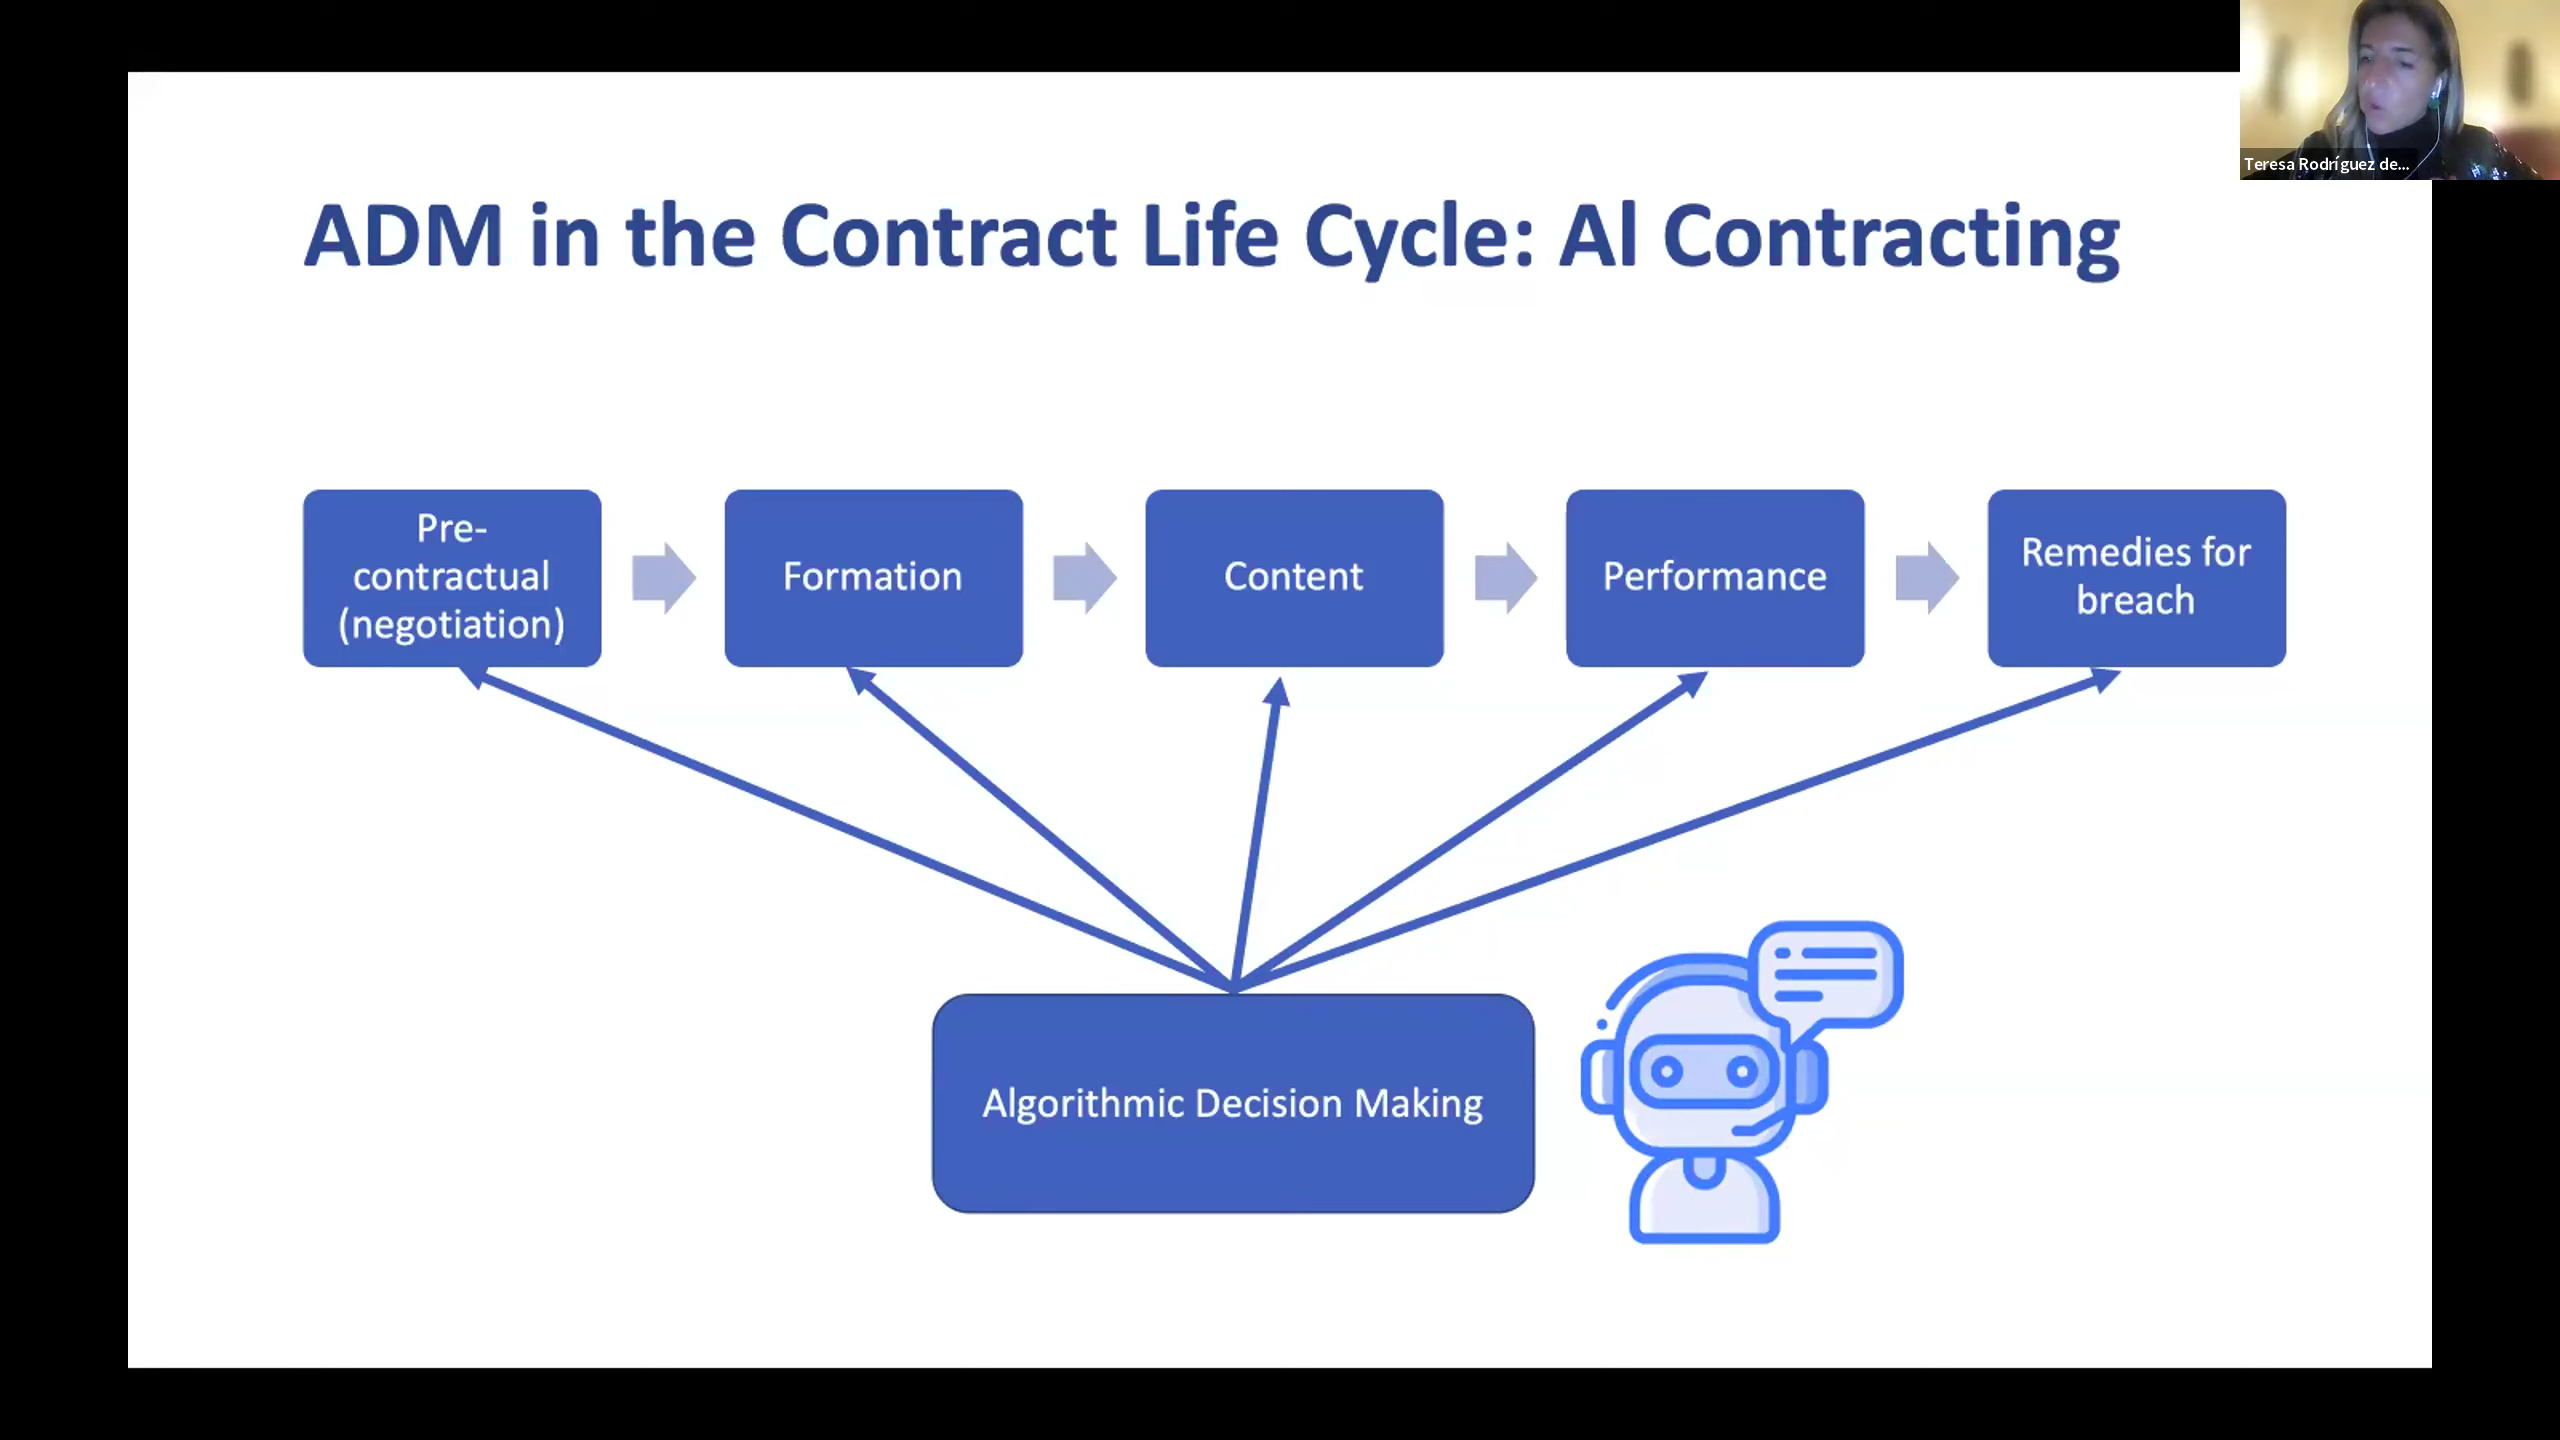 Teresa Rodríguez de...
ADM in the Contract Life Cycle: Al Contracting
Pre-
contractual
(negotiation)
Formation
Content
Performance
Remedies for
breach
Algorithmic Decision Making